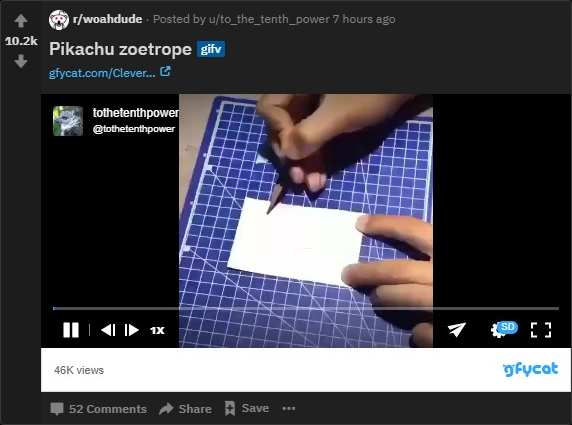 r/woahdude · Posted by u/to_the_tenth_power 7 hours ago
10.2k
Pikachu zoetrope gifv
gfycat.com/Clever...
tothetenthpower
@tothetenthpower
1X
SD
46K views
gfycat
52 Comments Share Save